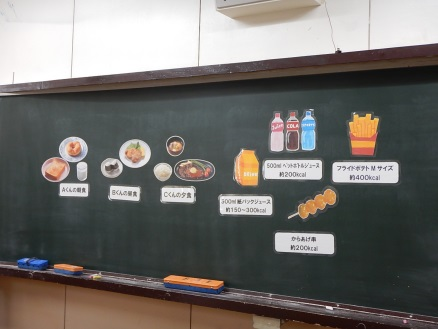 Aくんの朝食
Bくんの昼食
Cくんの夕食
500ml 紙パックジュース
約150~300kcal
COLA
500ml ペットボトルジュース
約200kcal
フライドポテト Mサイズ
約400kcal
からあげ串
約200kcal